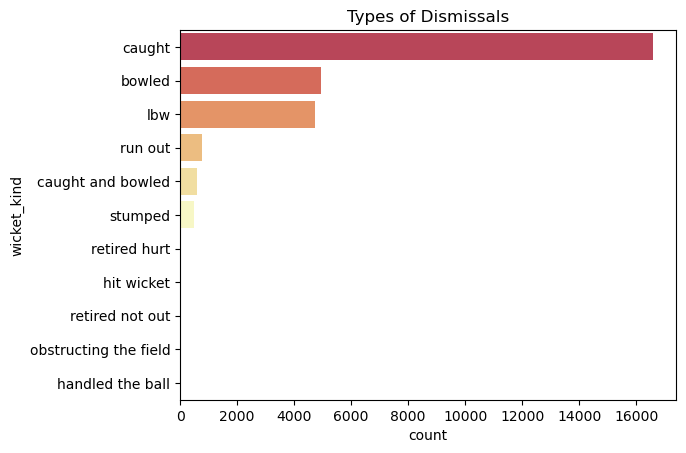 Types of Dismissals
wicket_kind
caught
bowled
lbw
run out
caught and bowled
stumped
retired hurt
hit wicket
retired not out
obstructing the field
handled the ball
0 2000 4000 6000 8000 10000 12000 14000 16000
count